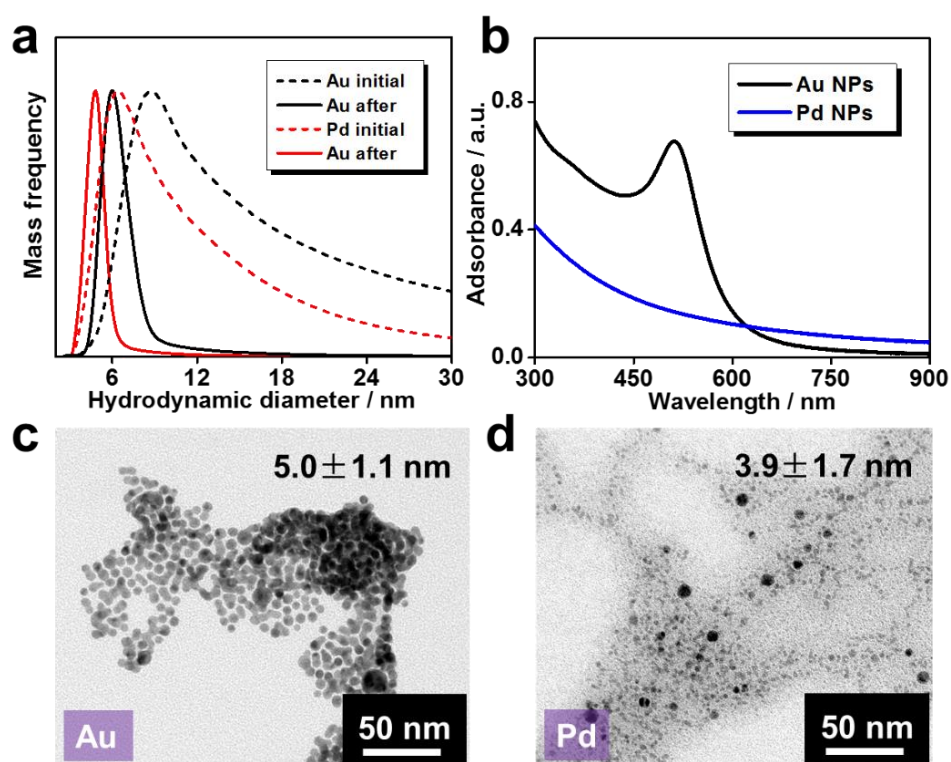 a
Mass frequency
Au initial
Au after
Pd initial
Au after
6 12 18 24 30
Hydrodynamic diameter / nm
b
Adsorbance / a.u.
0.8
0.4
0.0
Au NPs
Pd NPs
300 450 600 750 900
Wavelength / nm
c
5.0±1.1 nm
Au
50 nm
d
3.9±1.7 nm
Pd
50 nm